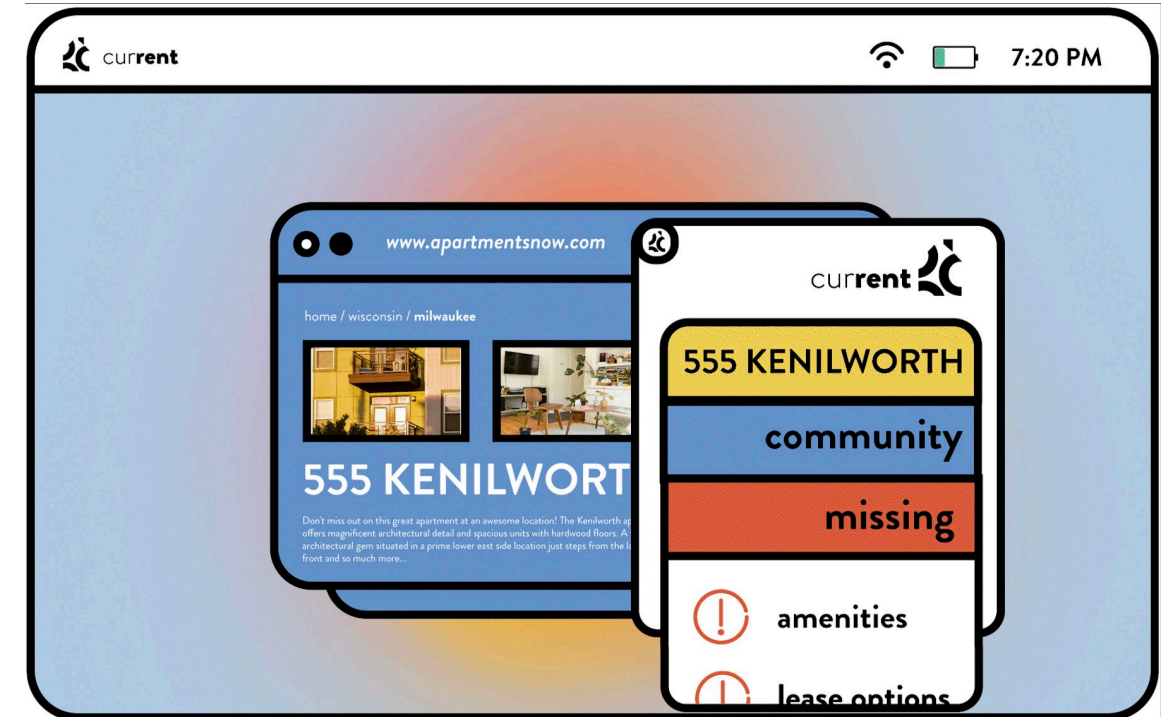 current
7:20 PM
www.apartmentsnow.com
home / wisconsin / milwaukee
555 KENILWORT
Don't miss out on this great apartment at an awesome location! The Kenilworth ap
offers magnificent architectural detail and spacious units with hardwood floors. A
architectural gem situated in a prime lower east side location just steps from the la
front and so much more...
current
555 KENILWORTH
community
missing
amenities
lease options